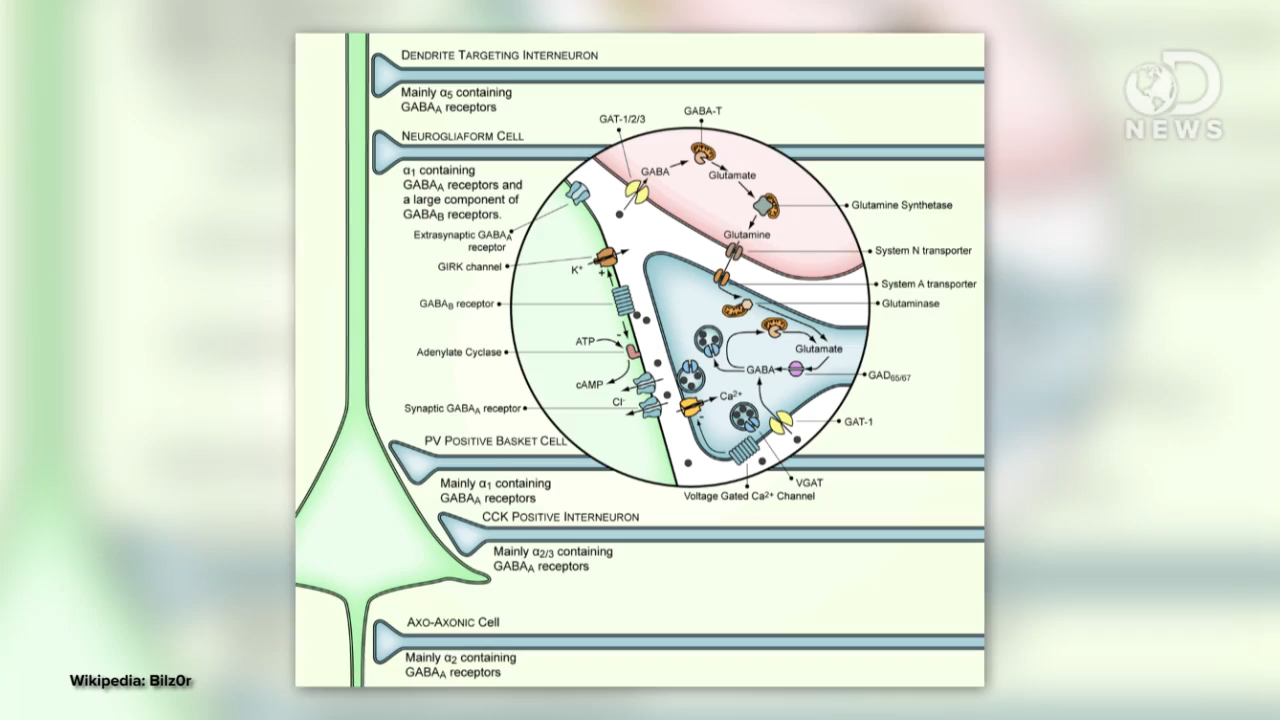 DENDRITE TARGETING INTERNEURON
Mainly α5 containing
GABAA receptors
NEUROGLIAFORM CELL
α1 containing
GABAA receptors and
a large component of
GABAB receptors.
Extrasynaptic GABAA
receptor
GIRK channel
GABAB receptor
Adenylate Cyclase
Synaptic GABAA receptor
GAT-1/2/3
GABA-T
GABA
Glutamate
Glutamine
Glutamine Synthetase
System N transporter
System A transporter
Glutaminase
K+
+
-
ATP
cAMP
Cl-
Glutamate
GABA
GAD65/67
Ca2+
-
GAT-1
VGAT
Voltage Gated Ca2+ Channel
PV POSITIVE BASKET CELL
Mainly α1 containing
GABAA receptors
CCK POSITIVE INTERNEURON
Mainly α2/3 containing
GABAA receptors
AXO-AXONIC Cell
Mainly α2 containing
GABAA receptors
D
NEWS
Wikipedia: Bilz0r